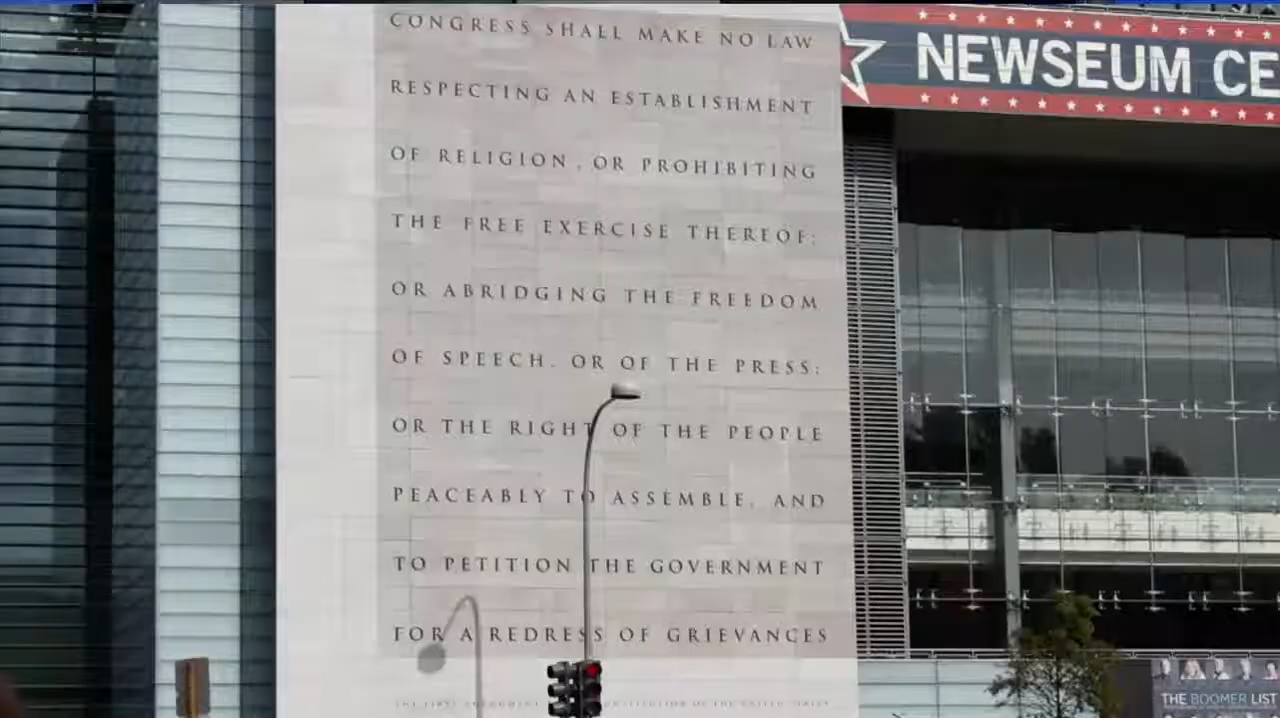 CONGRESS SHALL MAKE NO LAW
RESPECTING AN ESTABLISHMENT
OF RELIGION, OR PROHIBITING
THE FREE EXERCISE THEREOF;
OR ABRIDGING THE FREEDOM
OF SPEECH, OR OF THE PRESS;
OR THE RIGHT OF THE PEOPLE
PEACEABLY TO ASSEMBLE, AND
TO PETITION THE GOVERNMENT
FOR A REDRESS OF GRIEVANCES
NEWSEUM CE
THE BOOMER LIST